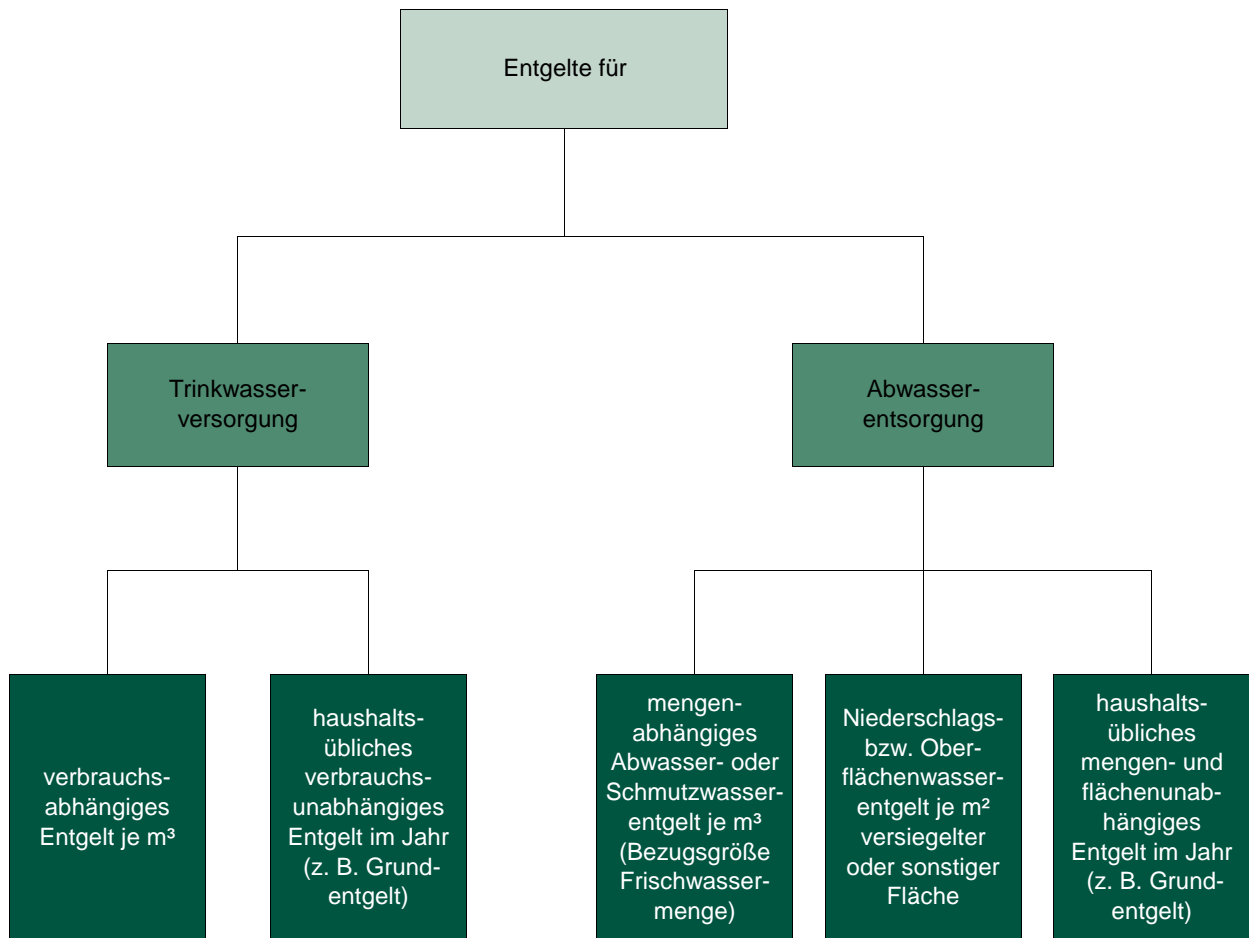 Entgelte für
Trinkwasser-
versorgung
Abwasser-
entsorgung
verbrauchs-
abhängiges
Entgelt je m³
haushalts-
übliches
verbrauchs-
unabhängiges
Entgelt im Jahr
(z. B. Grund-
entgelt)
mengen-
abhängiges
Abwasser- oder
Schmutzwasser-
entgelt je m³
(Bezugsgröße
Frischwasser-
menge)
Niederschlags-
bzw. Ober-
flächenwasser-
entgelt je m²
versiegelter
oder sonstiger
Fläche
haushalts-
übliches
mengen- und
flächenunab-
hängiges
Entgelt im Jahr
(z. B. Grund-
entgelt)